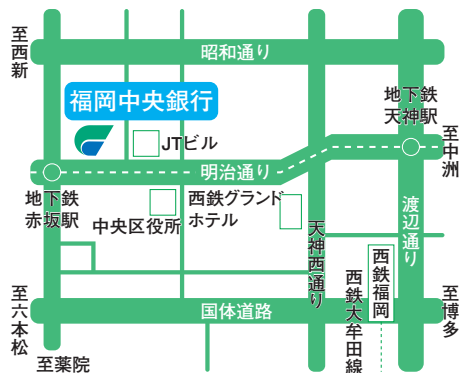 至西新
昭和通り
福岡中央銀行
地下鉄
天神駅
JTビル
至中洲
明治通り
地下鉄
赤坂駅
中央区役所
西鉄グランド
ホテル
渡辺通り
天神西通り
西鉄福岡
西鉄大牟田線
至六本松
国体道路
至博多
至薬院